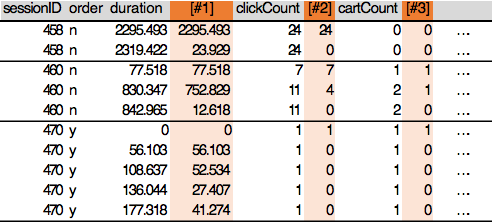 sessionID order duration [#1] clickCount [#2] cartCount [#3]
458 n 2295.493 2295.493 24 24 0 0 ...
458 n 2319.422 23.929 24 0 0 0 ...
460 n 77.518 77.518 7 7 1 1 ...
460 n 830.347 752.829 11 4 2 1 ...
460 n 842.965 12.618 11 0 2 0 ...
470 y 0 0 1 1 1 1 ...
470 y 56.103 56.103 1 0 1 0 ...
470 y 108.637 52.534 1 0 1 0 ...
470 y 136.044 27.407 1 0 1 0 ...
470 y 177.318 41.274 1 0 1 0 ...